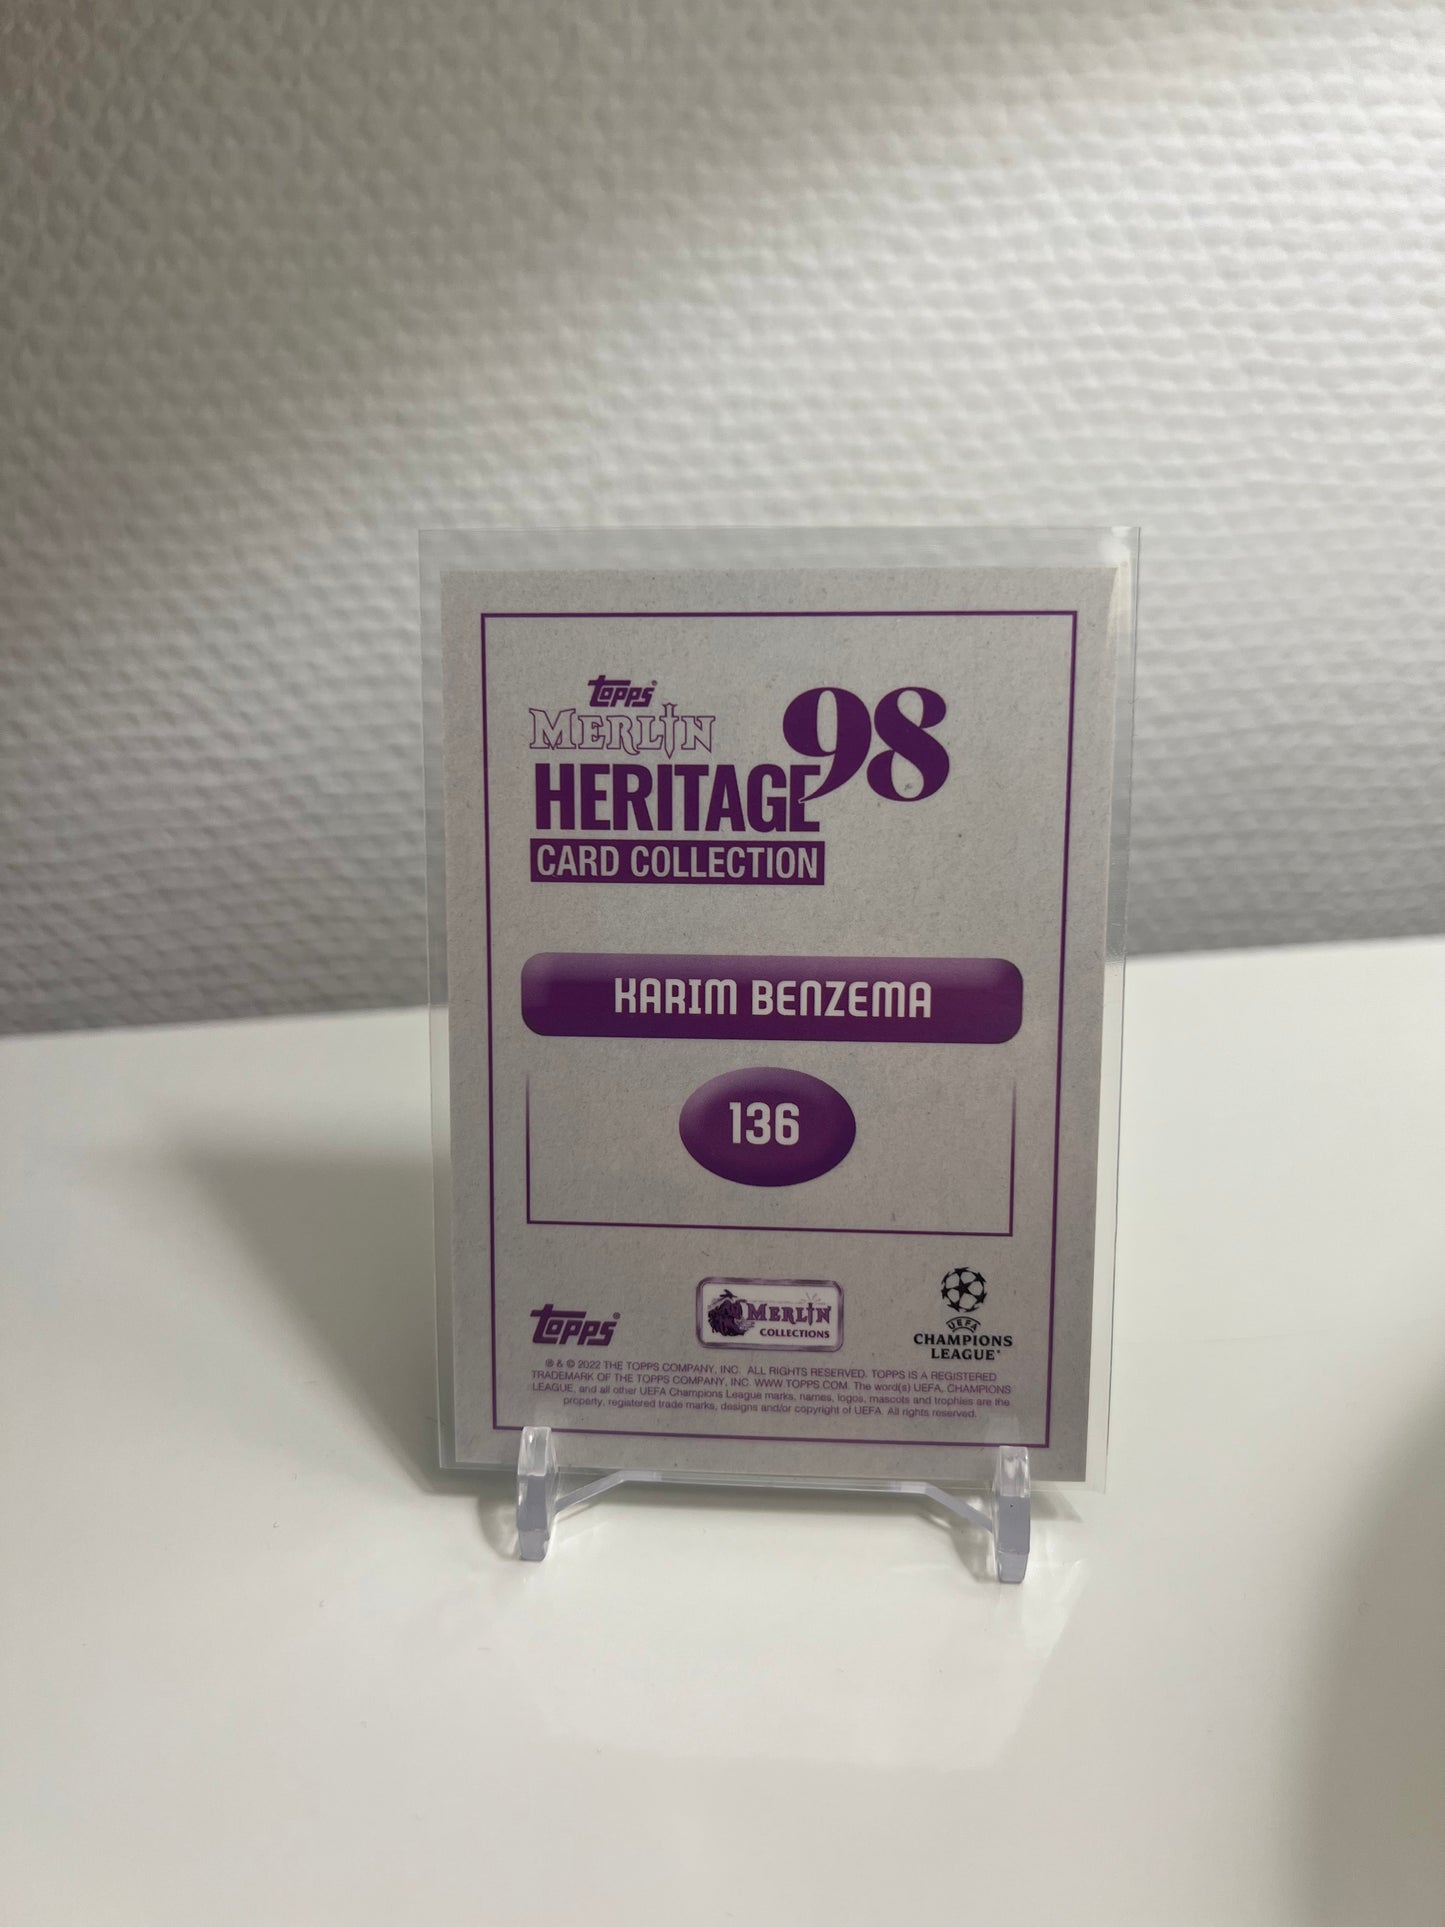 Topps®
MERLIN
HERITAGE 98
CARD COLLECTION
KARIM BENZEMA
136
Topps®
MERLIN
COLLECTIONS
UEFA
CHAMPIONS
LEAGUE®
® & © 2022 THE TOPPS COMPANY, INC. ALL RIGHTS RESERVED. TOPPS IS A REGISTERED
TRADEMARK OF THE TOPPS COMPANY, INC. WWW.TOPPS.COM. The word(s) UEFA, CHAMPIONS
LEAGUE, and all other UEFA Champions League marks, names, logos, mascots and trophies are the
property, registered trade marks, designs and/or copyright of UEFA. All rights reserved.